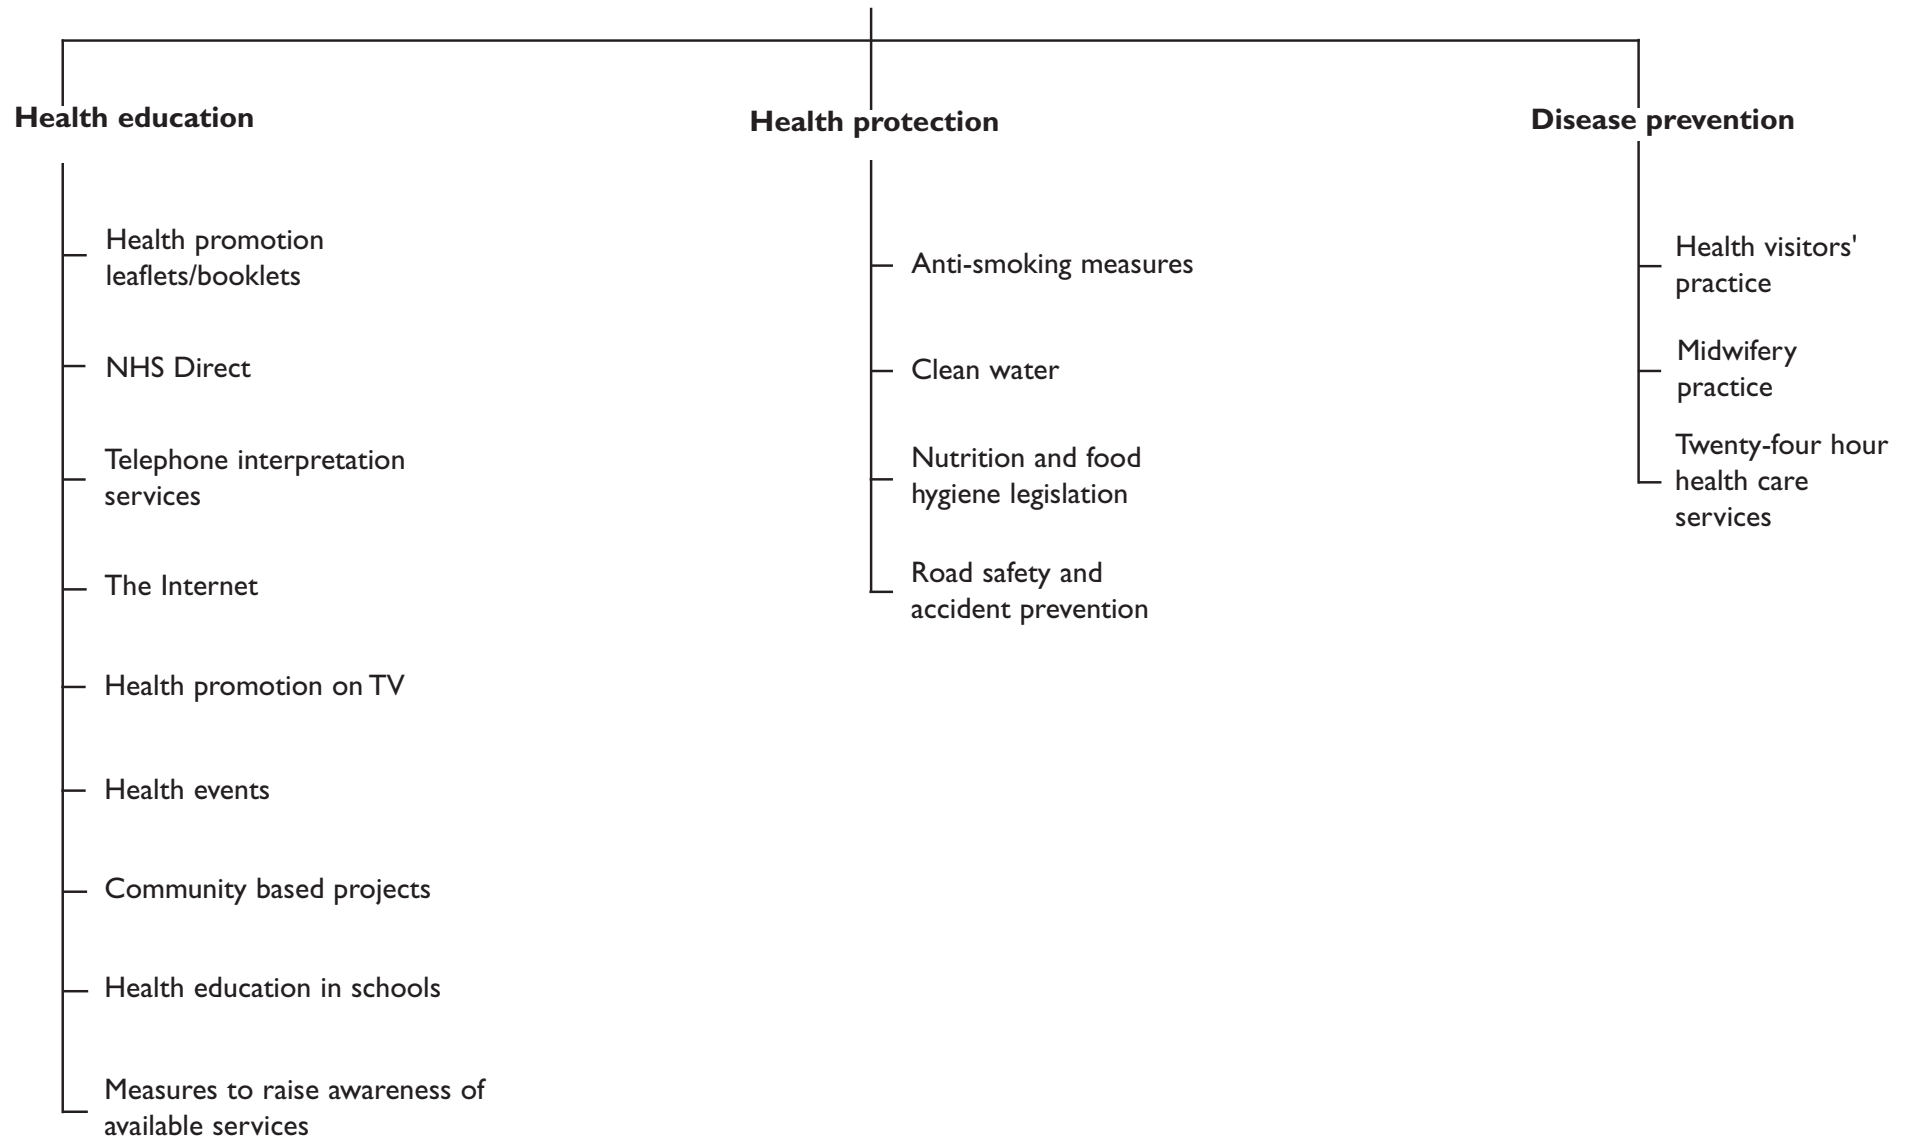 Health education
Health promotion
leaflets/booklets
NHS Direct
Telephone interpretation
services
The Internet
Health promotion on TV
Health events
Community based projects
Health education in schools
Measures to raise awareness of
available services
Health protection
Anti-smoking measures
Clean water
Nutrition and food
hygiene legislation
Road safety and
accident prevention
Disease prevention
Health visitors'
practice
Midwifery
practice
Twenty-four hour
health care
services